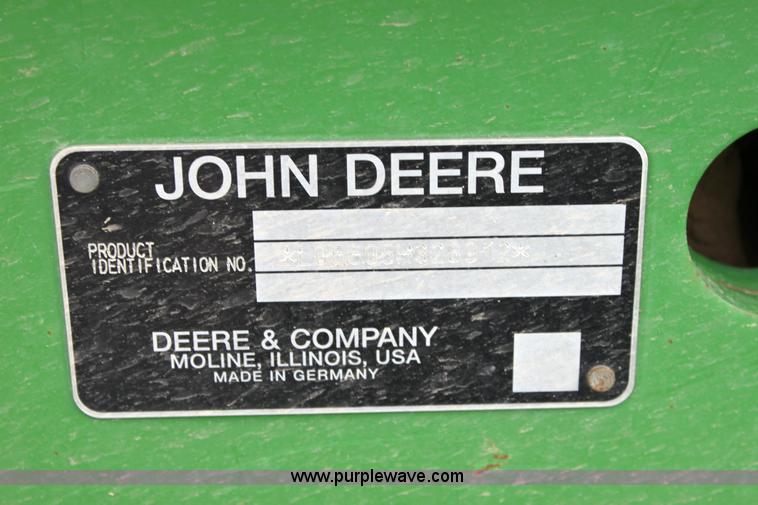 JOHN DEERE
PRODUCT
IDENTIFICATION NO.
DEERE & COMPANY
MOLINE, ILLINOIS, USA
MADE IN GERMANY
www.purplewave.com